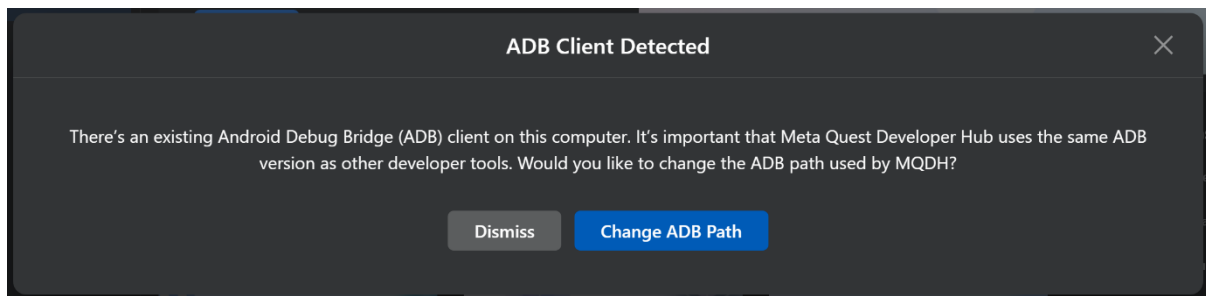 ADB Client Detected
There's an existing Android Debug Bridge (ADB) client on this computer. It's important that Meta Quest Developer Hub uses the same ADB
version as other developer tools. Would you like to change the ADB path used by MQDH?
Dismiss
Change ADB Path